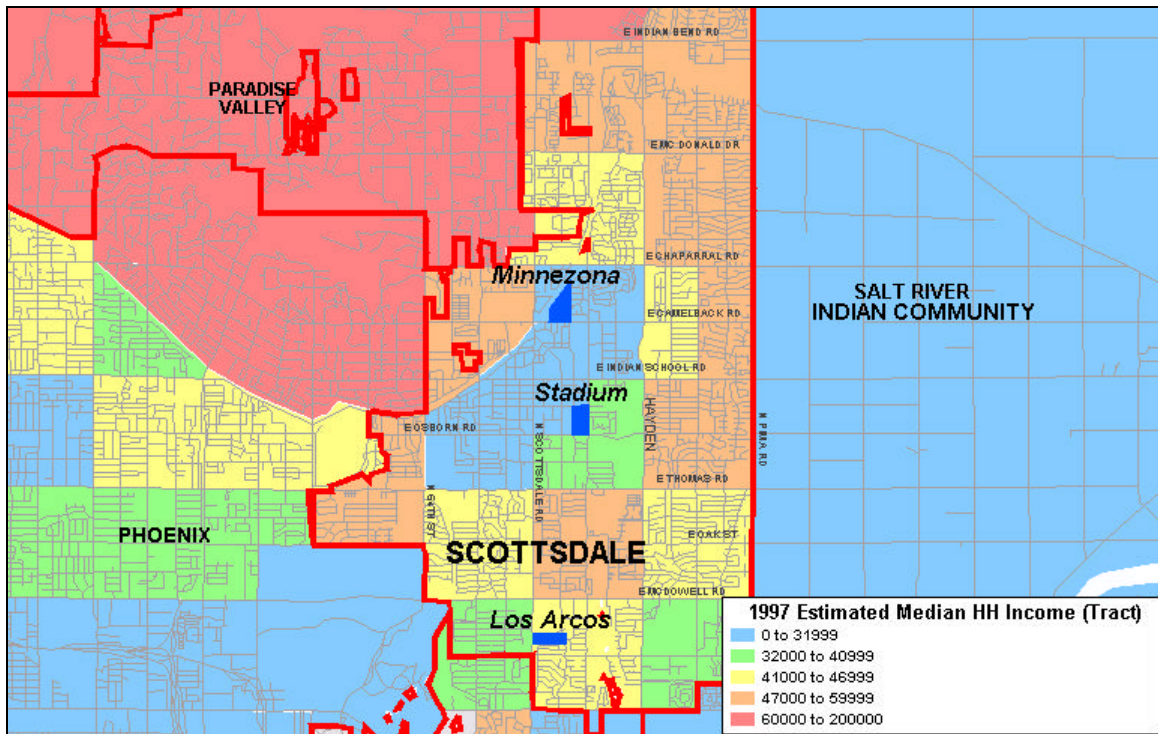 E INDIAN BEND RD
PARADISE
VALLEY
E MC DONALD DR
E CHAPARRAL RD
Minnezona
SALT RIVER
INDIAN COMMUNITY
E CAMELBACK RD
E INDIAN SCHOOL RD
Stadium
HAYDEN
E OSBORN RD
N SCOTTSDALE RD
N PIMA RD
E THOMAS RD
N 64TH ST
PHOENIX
E OAK ST
SCOTTSDALE
E MCDOWELL RD
Los Arcos
1997 Estimated Median HH Income (Tract)
0 to 31999
32000 to 40999
41000 to 46999
47000 to 59999
60000 to 200000